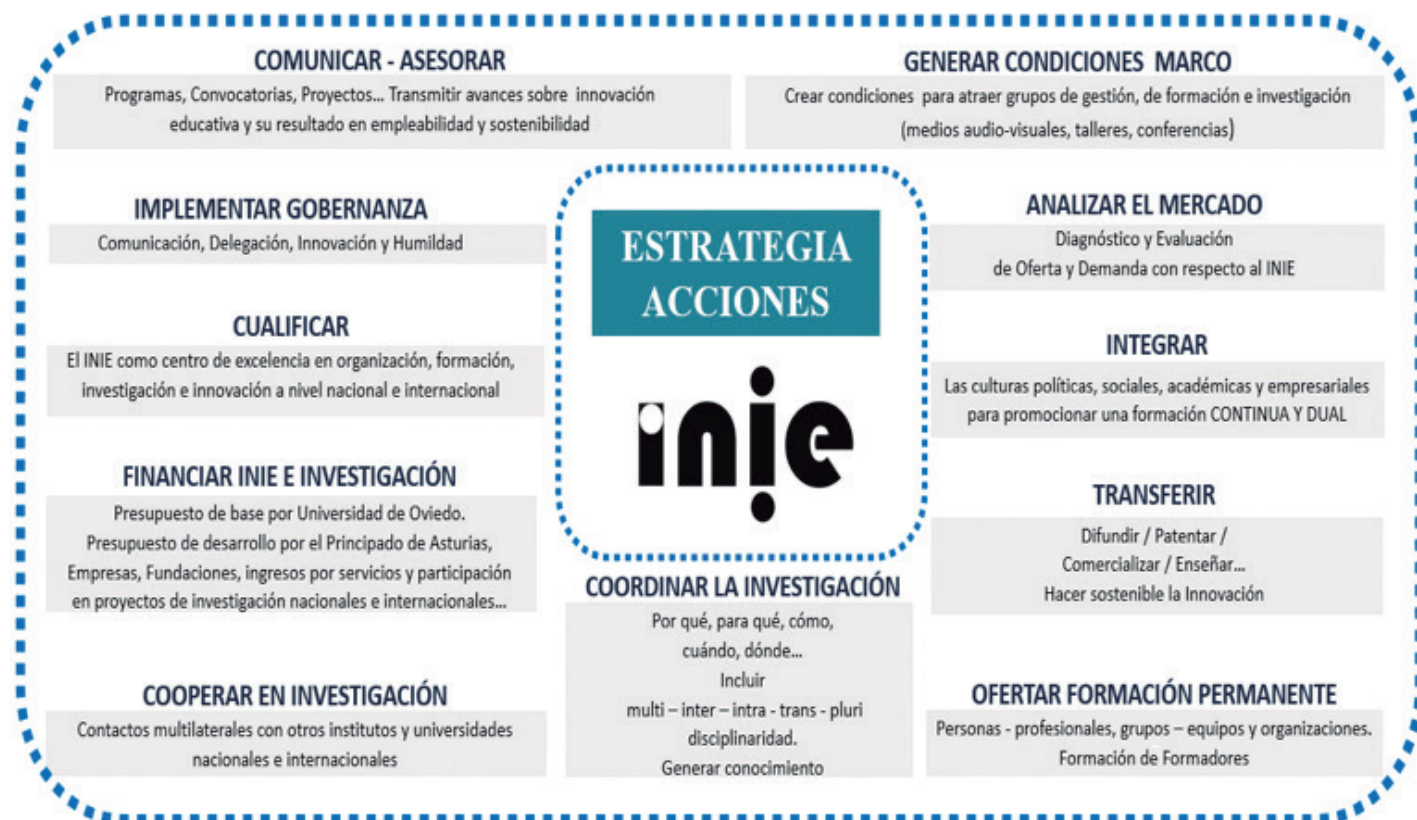 COMUNICAR - ASESORAR
Programas, Convocatorias, Proyectos... Transmitir avances sobre innovación
educativa y su resultado en empleabilidad y sostenibilidad
GENERAR CONDICIONES MARCO
Crear condiciones para atraer grupos de gestión, de formación e investigación
(medios audio-visuales, talleres, conferencias)
IMPLEMENTAR GOBERNANZA
Comunicación, Delegación, Innovación y Humildad
CUALIFICAR
El INIE como centro de excelencia en organización, formación,
investigación e innovación a nivel nacional e internacional
FINANCIAR INIE E INVESTIGACIÓN
Presupuesto de base por Universidad de Oviedo.
Presupuesto de desarrollo por el Principado de Asturias,
Empresas, Fundaciones, ingresos por servicios y participación
en proyectos de investigación nacionales e internacionales...
COOPERAR EN INVESTIGACIÓN
Contactos multilaterales con otros institutos y universidades
nacionales e internacionales
ESTRATEGIA
ACCIONES
inie
COORDINAR LA INVESTIGACIÓN
Por qué, para qué, cómo,
cuándo, dónde...
Incluir
multi – inter – intra - trans - pluri
disciplinaridad.
Generar conocimiento
ANALIZAR EL MERCADO
Diagnóstico y Evaluación
de Oferta y Demanda con respecto al INIE
INTEGRAR
Las culturas políticas, sociales, académicas y empresariales
para promocionar una formación CONTINUA Y DUAL
TRANSFERIR
Difundir / Patentar /
Comercializar / Enseñar...
Hacer sostenible la Innovación
OFERTAR FORMACIÓN PERMANENTE
Personas - profesionales, grupos – equipos y organizaciones.
Formación de Formadores